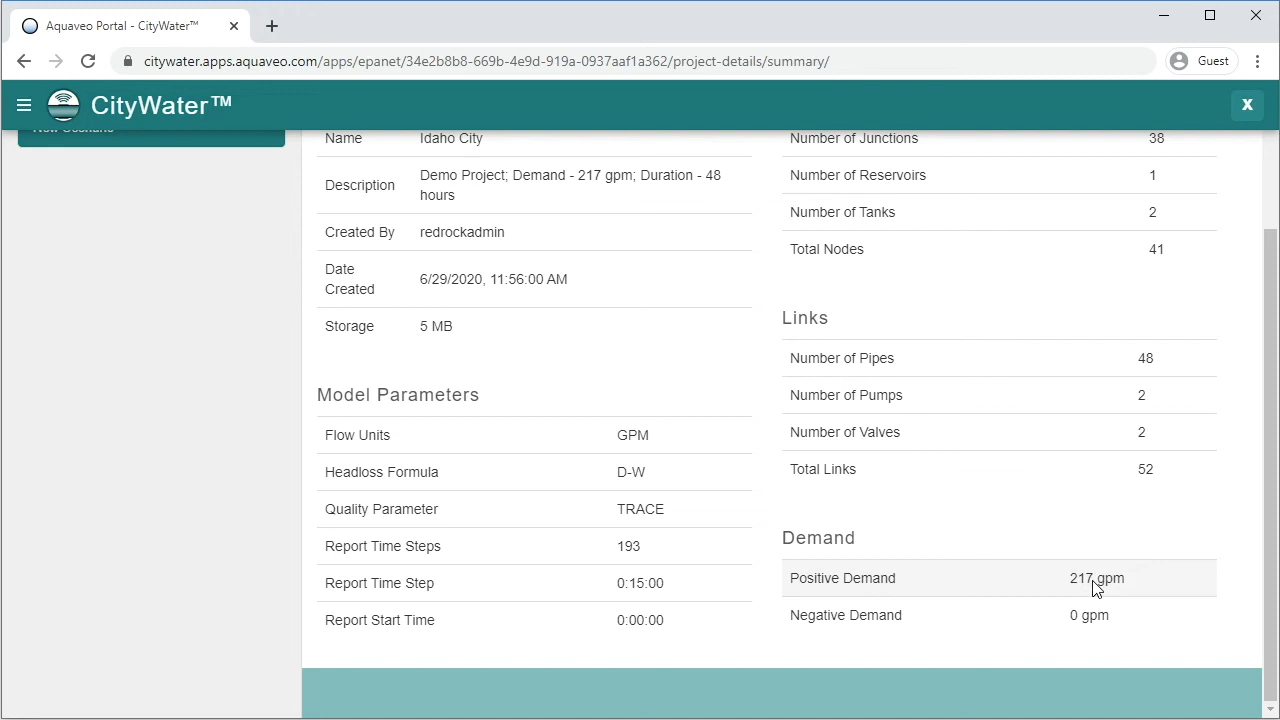 Aquaveo Portal - CityWater™
citywater.apps.aquaveo.com/apps/epanet/34e2b8b8-669b-4e9d-919a-0937aaf1a362/project-details/summary/
Guest
CityWater™
X
New Scenario
Name Idaho City
Description Demo Project; Demand - 217 gpm; Duration - 48
hours
Created By redrockadmin
Date
Created 6/29/2020, 11:56:00 AM
Storage 5 MB
Model Parameters
Flow Units GPM
Headloss Formula D-W
Quality Parameter TRACE
Report Time Steps 193
Report Time Step 0:15:00
Report Start Time 0:00:00
Number of Junctions 38
Number of Reservoirs 1
Number of Tanks 2
Total Nodes 41
Links
Number of Pipes 48
Number of Pumps 2
Number of Valves 2
Total Links 52
Demand
Positive Demand 217 gpm
Negative Demand 0 gpm